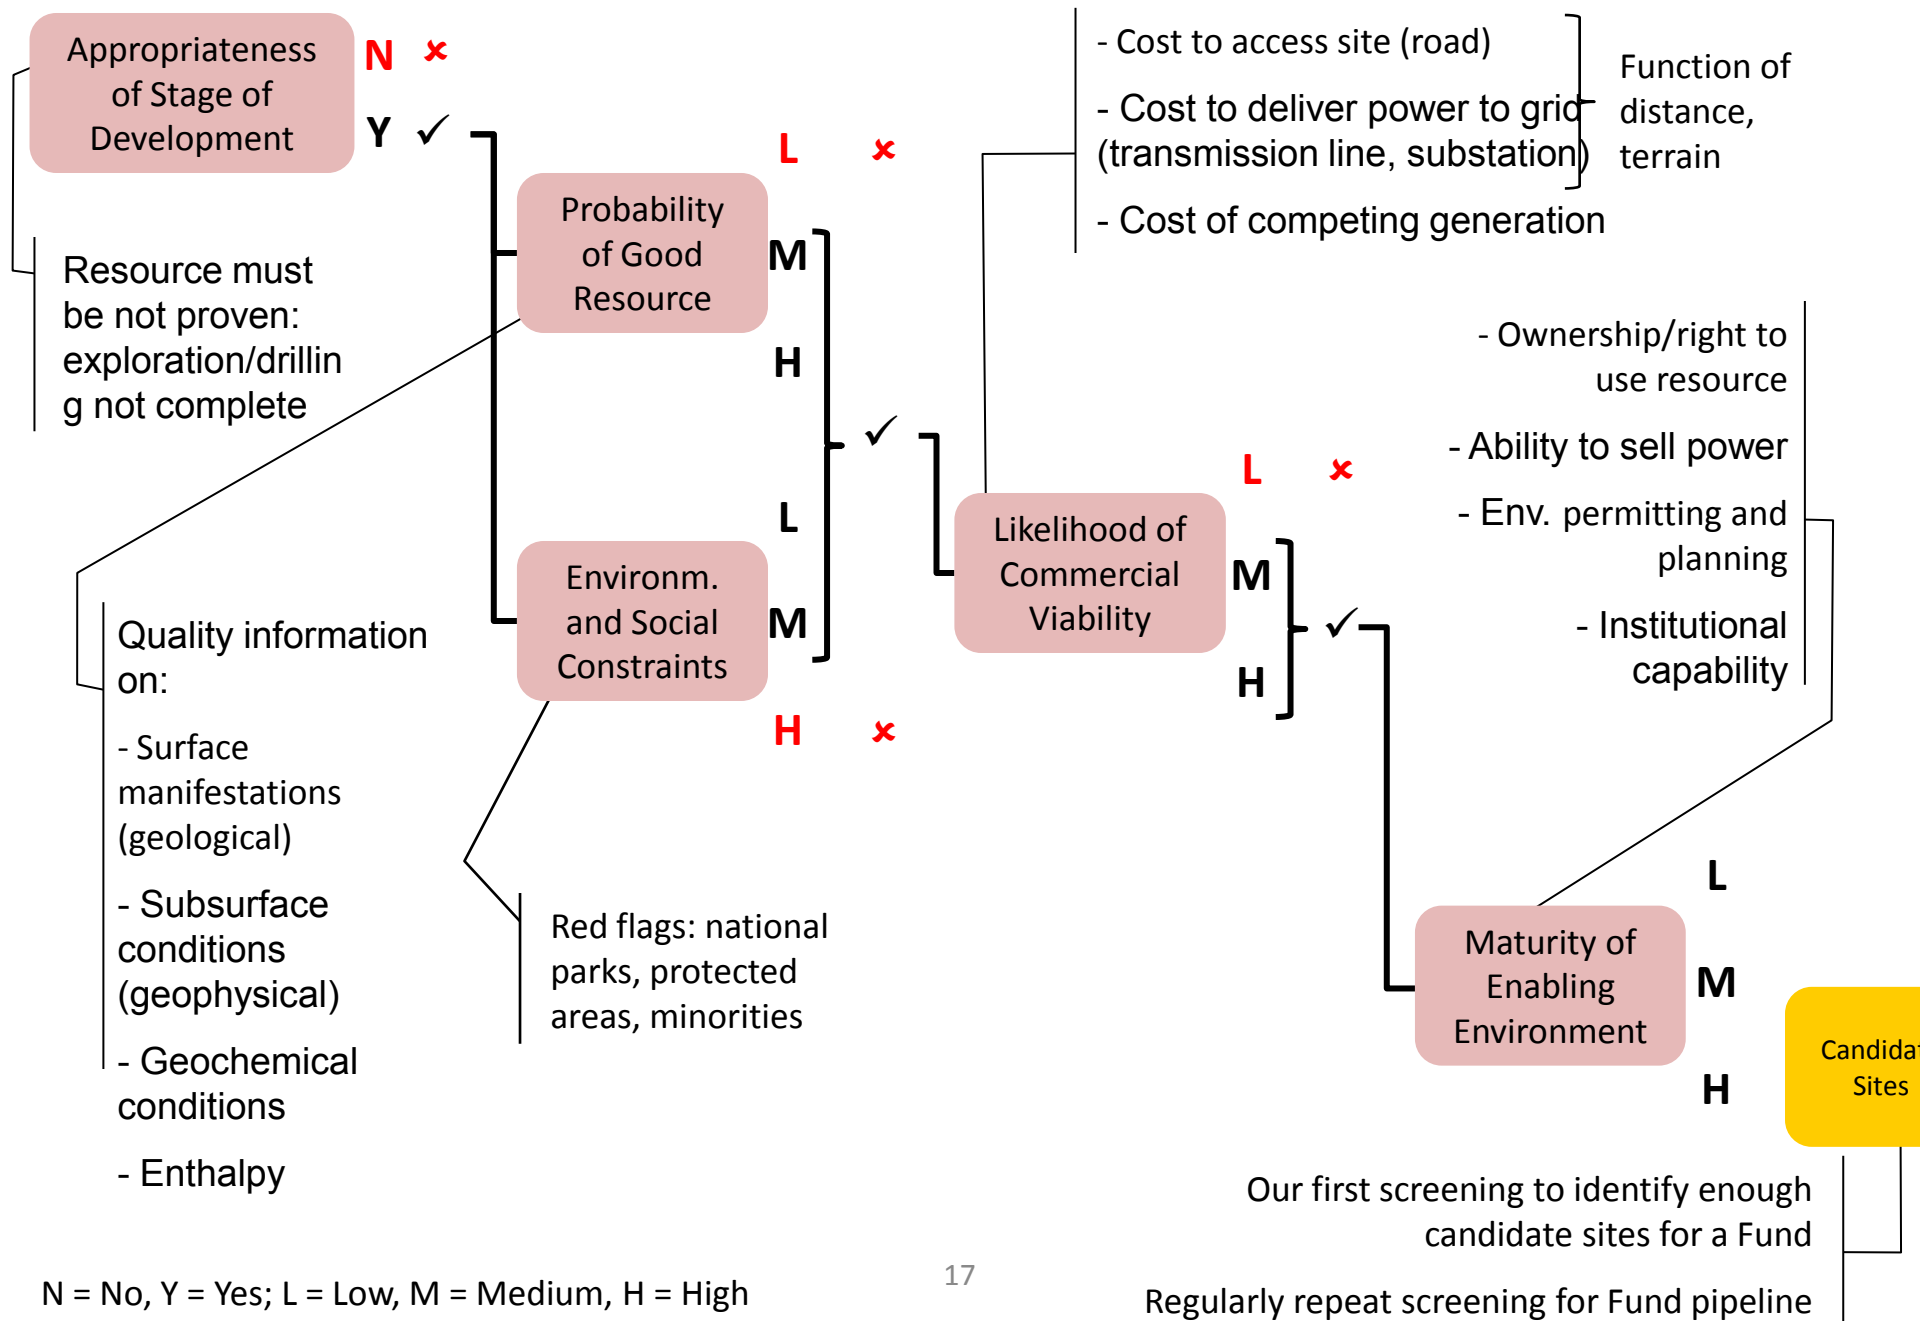 Appropriateness
of Stage of
Development
N ×
Y ✓
Resource must
be not proven:
exploration/drillin
g not complete
Probability
of Good
Resource
L ×
M
H
Quality information
on:
- Surface
manifestations
(geological)
- Subsurface
conditions
(geophysical)
- Geochemical
conditions
- Enthalpy
Environm.
and Social
Constraints
L
M
H ×
✓
Red flags: national
parks, protected
areas, minorities
- Cost to access site (road)
- Cost to deliver power to grid
(transmission line, substation)
- Cost of competing generation
Function of
distance,
terrain
Likelihood of
Commercial
Viability
L ×
M
H
✓
- Ownership/right to
use resource
- Ability to sell power
- Env. permitting and
planning
- Institutional
capability
Maturity of
Enabling
Environment
L
M
H
Sites
Our first screening to identify enough
candidate sites for a Fund
Regularly repeat screening for Fund pipeline
N = No, Y = Yes; L = Low, M = Medium, H = High
17